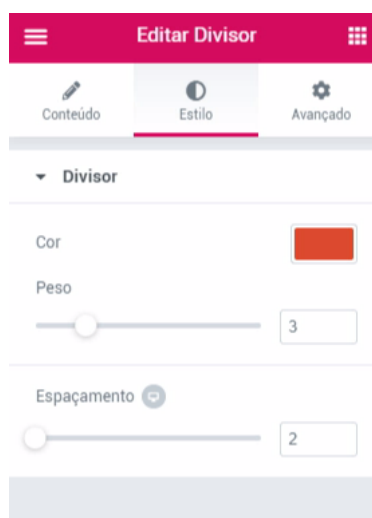 Editar Divisor
Conteúdo Estilo Avançado
Divisor
Cor
Peso
3
Espaçamento
2